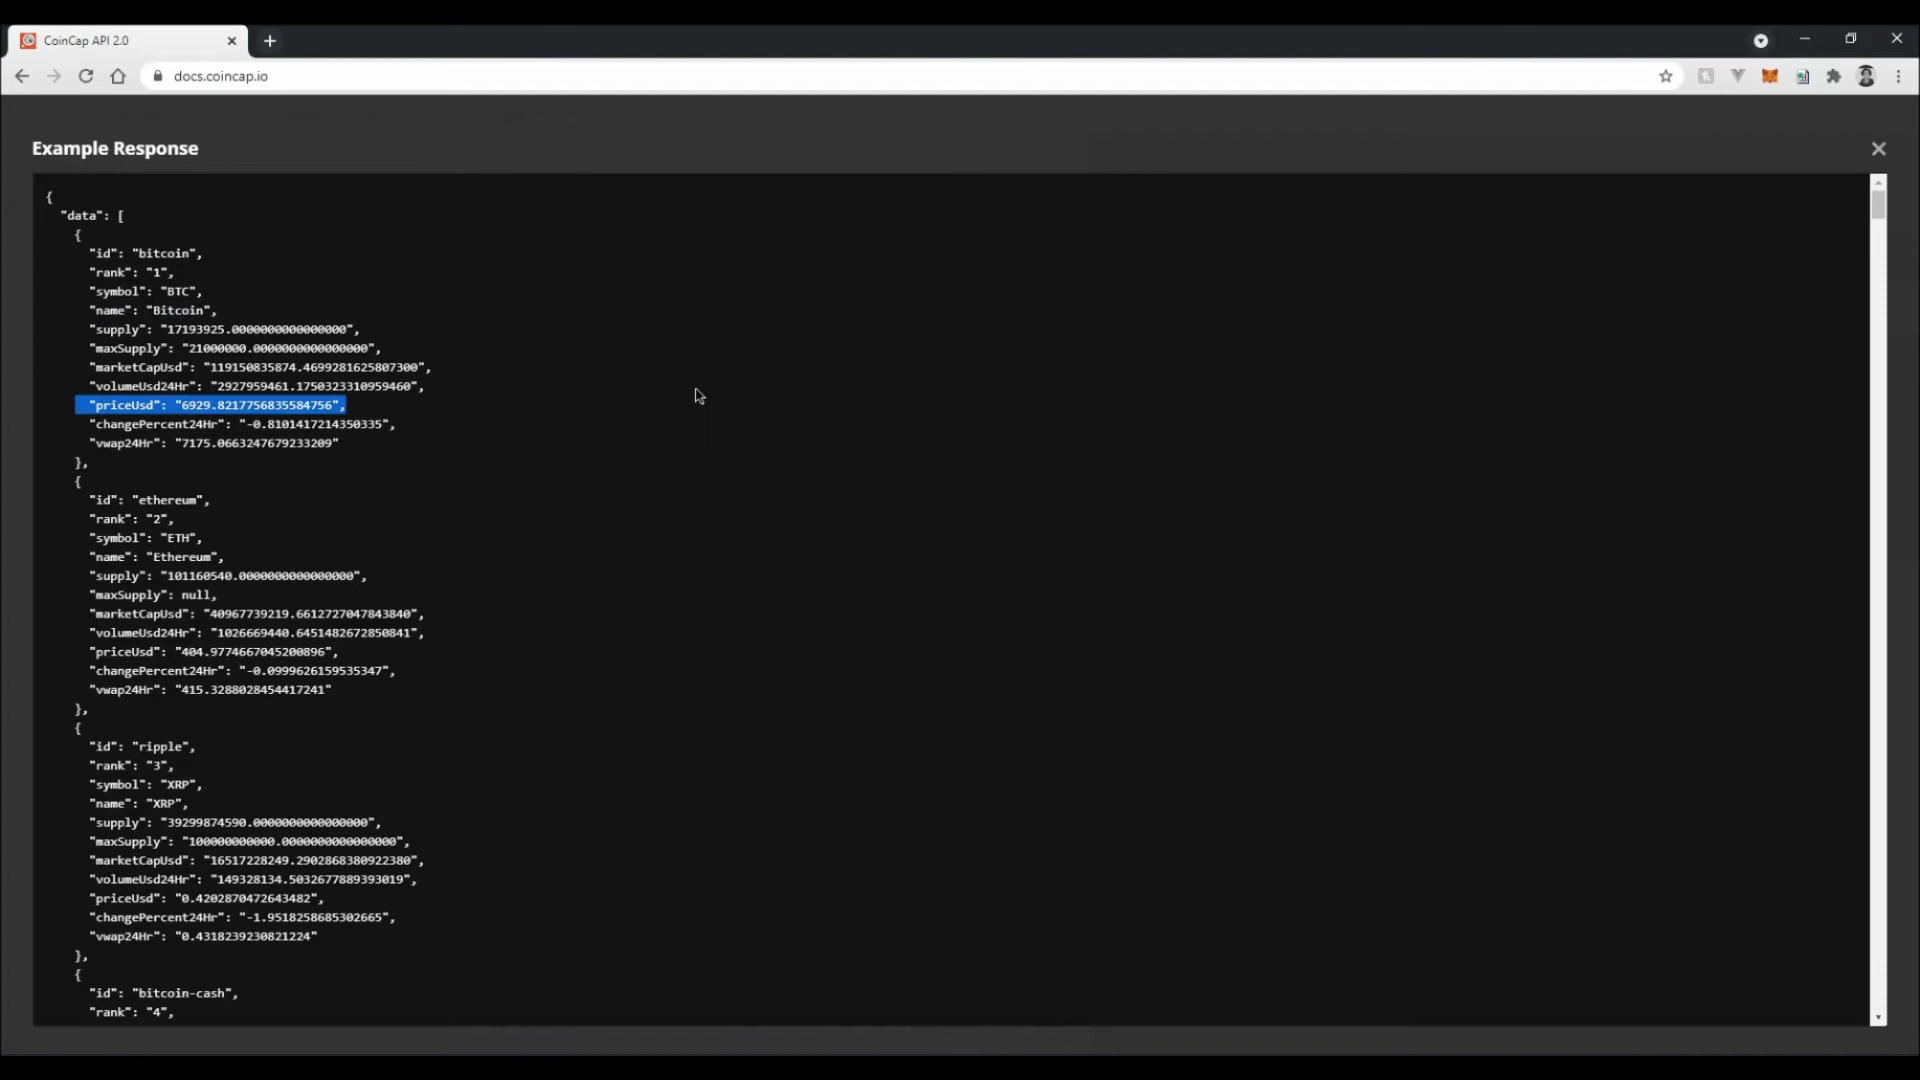 CoinCap API 2.0
docs.coincap.io
Example Response
{
"data": [
{
"id": "bitcoin",
"rank": "1",
"symbol": "BTC",
"name": "Bitcoin",
"supply": "17193925.0000000000000000",
"maxSupply": "21000000.0000000000000000",
"marketCapUsd": "119150835874.4699281625807300",
"volumeUsd24Hr": "2927959461.1750323310959460",
"priceUsd": "6929.8217756835584756",
"changePercent24Hr": "-0.8101417214350335",
"vwap24Hr": "7175.0663247679233209"
},
{
"id": "ethereum",
"rank": "2",
"symbol": "ETH",
"name": "Ethereum",
"supply": "101160540.0000000000000000",
"maxSupply": null,
"marketCapUsd": "40967739219.6612727047843840",
"volumeUsd24Hr": "1026669440.6451482672850841",
"priceUsd": "404.9774667045200896",
"changePercent24Hr": "-0.0999626159535347",
"vwap24Hr": "415.3288028454417241"
},
{
"id": "ripple",
"rank": "3",
"symbol": "XRP",
"name": "XRP",
"supply": "39299874590.0000000000000000",
"maxSupply": "100000000000.0000000000000000",
"marketCapUsd": "16517228249.2902868380922380",
"volumeUsd24Hr": "149328134.5032677889393019",
"priceUsd": "0.4202870472643482",
"changePercent24Hr": "-1.9518258685302665",
"vwap24Hr": "0.4318239230821224"
},
{
"id": "bitcoin-cash",
"rank": "4",